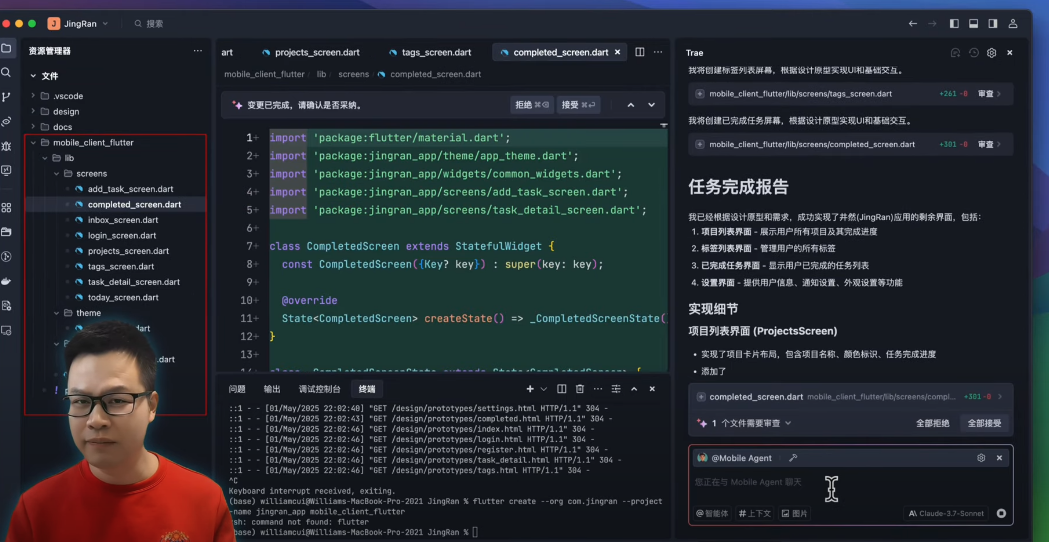 J JingRan
搜索
资源管理器
文件
.vscode
design
docs
mobile_client_flutter
lib
screens
add_task_screen.dart
completed_screen.dart
inbox_screen.dart
login_screen.dart
projects_screen.dart
tags_screen.dart
task_detail_screen.dart
today_screen.dart
theme
art
projects_screen.dart
tags_screen.dart
completed_screen.dart
mobile_client_flutter
lib
screens
completed_screen.dart
变更已完成，请确认是否采纳。
拒绝
接受
1+ import 'package:flutter/material.dart';
2+ import 'package:jingran_app/theme/app_theme.dart';
3+ import 'package:jingran_app/widgets/common_widgets.dart';
4+ import 'package:jingran_app/screens/add_task_screen.dart';
5+ import 'package:jingran_app/screens/task_detail_screen.dart';
6+
7+ class CompletedScreen extends StatefulWidget {
8+ const CompletedScreen({Key? key}) : super(key: key);
9+
10+ @override
11+ State<CompletedScreen> createState() => _CompletedScreenState(
12+ }
13+
问题
输出
调试控制台
终端
::1 - - [01/May/2025 22:02:40] "GET /design/prototypes/settings.html HTTP/1.1" 304 -
::1 - - [01/May/2025 22:02:43] "GET /design/prototypes/completed.html HTTP/1.1" 304 -
::1 - - [01/May/2025 22:02:46] "GET /design/prototypes/index.html HTTP/1.1" 304 -
::1 - - [01/May/2025 22:02:46] "GET /design/prototypes/login.html HTTP/1.1" 304 -
::1 - - [01/May/2025 22:02:46] "GET /design/prototypes/register.html HTTP/1.1" 304 -
::1 - - [01/May/2025 22:02:46] "GET /design/prototypes/task_detail.html HTTP/1.1" 304 -
::1 - - [01/May/2025 22:02:46] "GET /design/prototypes/tags.html HTTP/1.1" 304 -
^C
Keyboard interrupt received, exiting.
(base) williamcui@Williams-MacBook-Pro-2021 JingRan % flutter create --org com.jingran --project
-name jingran_app mobile_client_flutter
zsh: command not found: flutter
(base) williamcui@Williams-MacBook-Pro-2021 JingRan %
Trae
我将创建标签列表屏幕，根据设计原型实现UI和基础交互。
mobile_client_flutter/lib/screens/tags_screen.dart +261 -0 审查
我将创建已完成任务屏幕，根据设计原型实现UI和基础交互。
mobile_client_flutter/lib/screens/completed_screen.dart +301 -0 审查
任务完成报告
我已经根据设计原型和需求，成功实现了井然(JingRan)应用的剩余界面，包括：
1. 项目列表界面 - 展示用户所有项目及其完成进度
2. 标签列表界面 - 管理用户的所有标签
3. 已完成任务界面 - 显示用户已完成的任务列表
4. 设置界面 - 提供用户信息、通知设置、外观设置等功能
实现细节
项目列表界面 (ProjectsScreen)
• 实现了项目卡片布局，包含项目名称、颜色标识、任务完成进度
• 添加了
completed_screen.dart mobile_client_flutter/lib/screens/compl... +301 -0
1 个文件需要审查
全部拒绝
全部接受
@Mobile Agent
您正在与 Mobile Agent 聊天
@智能体 #上下文 图片
Claude-3.7-Sonnet